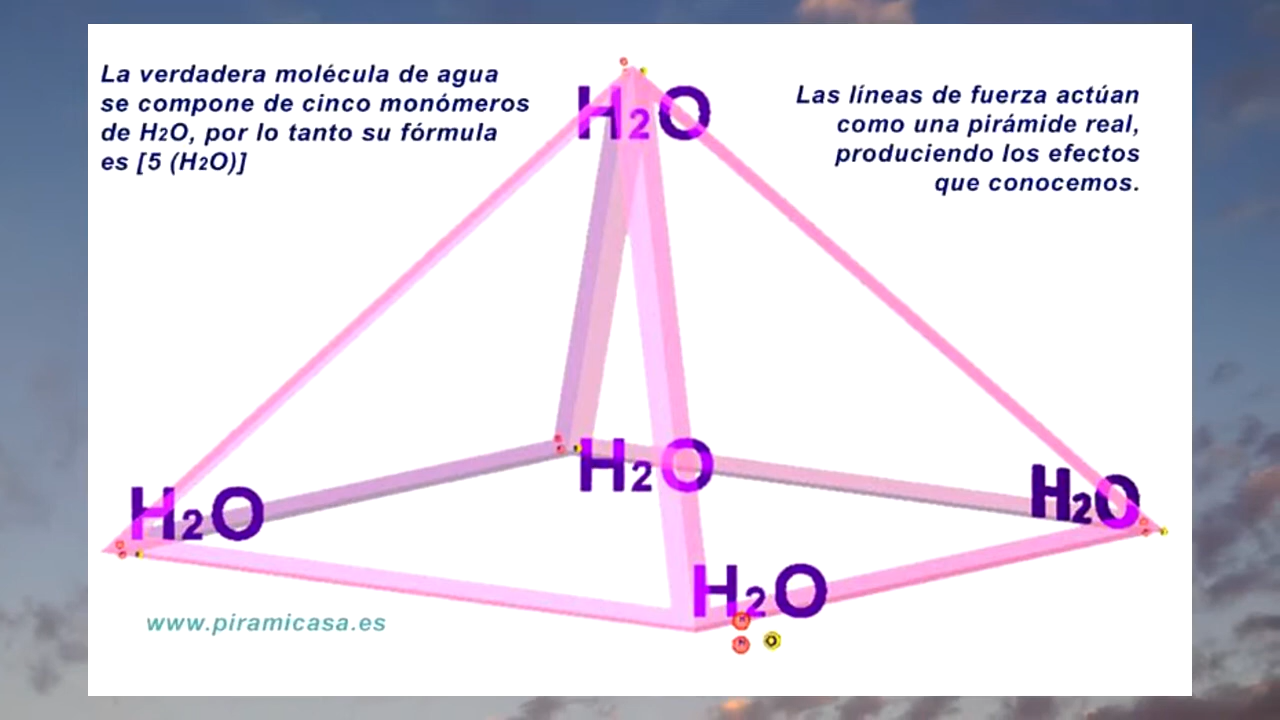 La verdadera molécula de agua
se compone de cinco monómeros
de H₂O, por lo tanto su fórmula
es [5 (H₂O)]
Las líneas de fuerza actúan
como una pirámide real,
produciendo los efectos
que conocemos.
H₂O
H₂O
H₂O
H₂O
H₂O
www.piramicasa.es